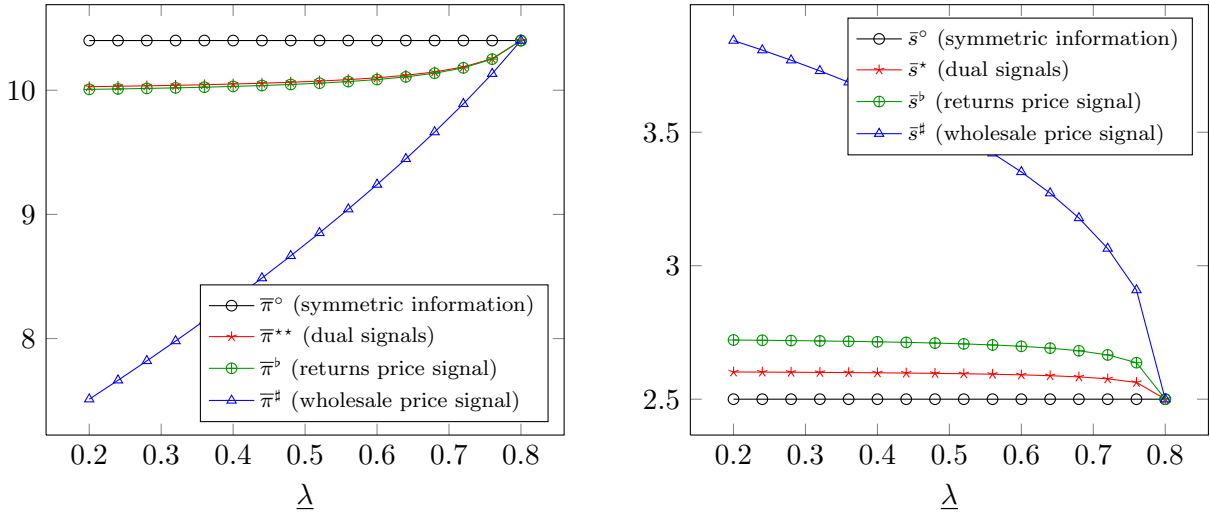 10
9
8
0.2 0.3 0.4 0.5 0.6 0.7 0.8
λ
π̅° (symmetric information)
π̅⋆⋆ (dual signals)
π̅♭ (returns price signal)
π̅♯ (wholesale price signal)
3.5
3
2.5
0.2 0.3 0.4 0.5 0.6 0.7 0.8
λ
s̄° (symmetric information)
s̄⋆ (dual signals)
s̄♭ (returns price signal)
s̄♯ (wholesale price signal)